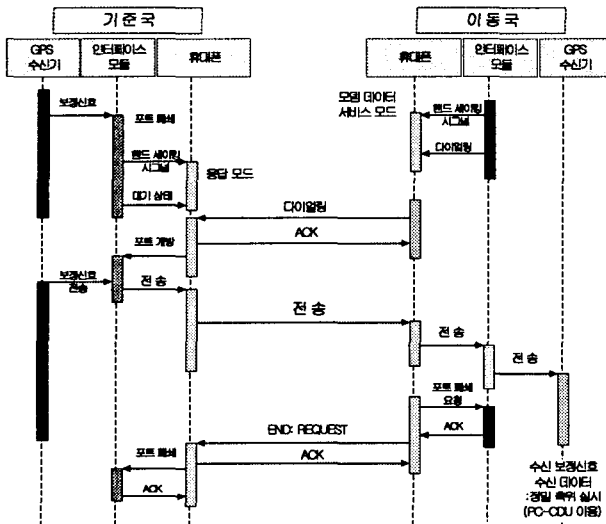 기준국
이동국
GPS
수신기
인터페이스
모듈
휴대폰
휴대폰
인터페이스
모듈
GPS
수신기
보정신호
포트 폐쇄
핸드 세이킹
시그널
대기 상태
응답 모드
모뎀 데이터
서비스 모드
핸드 세이킹
시그널
다이얼링
다이얼링
ACK
포트 개방
보정신호
전송
전 송
전 송
전 송
전 송
포트 폐쇄
요청
ACK
END: REQUEST
ACK
포트 폐쇄
ACK
수신 보정신호
수신 데이터
:정밀 측위 실시
(PC-CDU 이용)